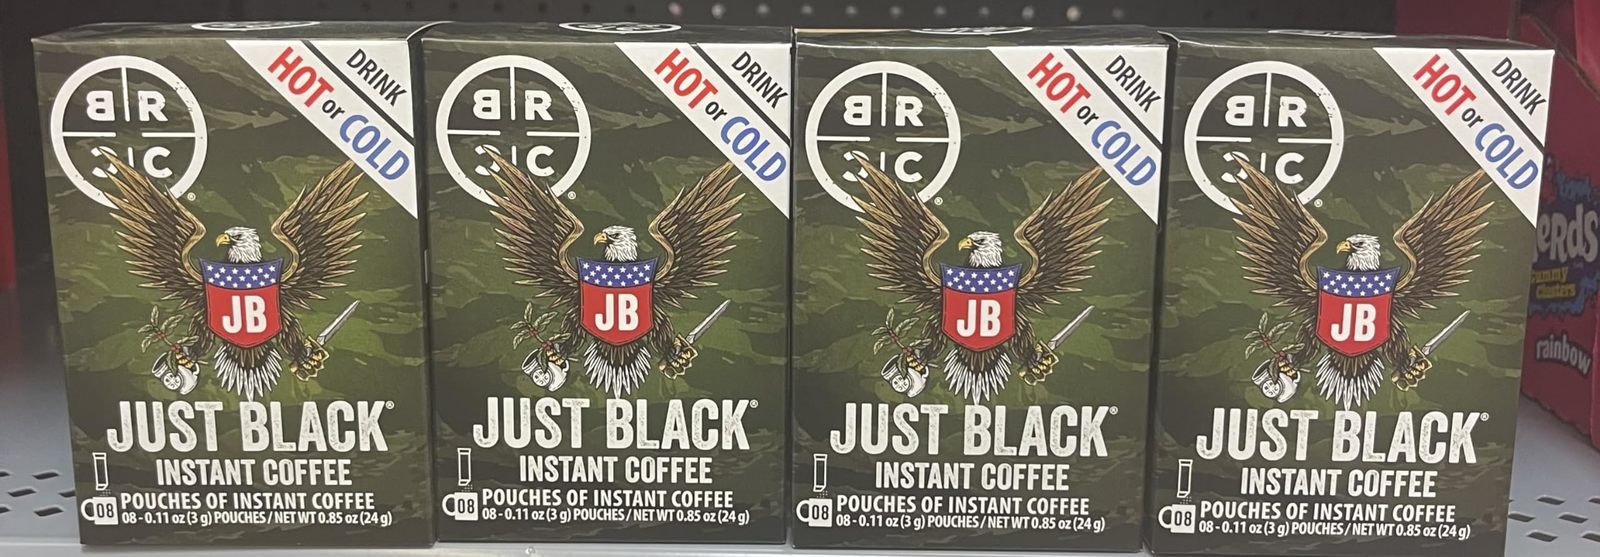 B R
C C
DRINK
HOT or COLD
JB
JUST BLACK®
INSTANT COFFEE
08 POUCHES OF INSTANT COFFEE
08 - 0.11 oz (3 g) POUCHES / NET WT 0.85 oz (24 g)
B R
C C
DRINK
HOT or COLD
JB
JUST BLACK®
INSTANT COFFEE
08 POUCHES OF INSTANT COFFEE
08 - 0.11 oz (3 g) POUCHES / NET WT 0.85 oz (24 g)
B R
C C
DRINK
HOT or COLD
JB
JUST BLACK®
INSTANT COFFEE
08 POUCHES OF INSTANT COFFEE
08 - 0.11 oz (3 g) POUCHES / NET WT 0.85 oz (24 g)
B R
C C
DRINK
HOT or COLD
JB
JUST BLACK®
INSTANT COFFEE
08 POUCHES OF INSTANT COFFEE
08 - 0.11 oz (3 g) POUCHES / NET WT 0.85 oz (24 g)
eRds
Clusters
rainbow